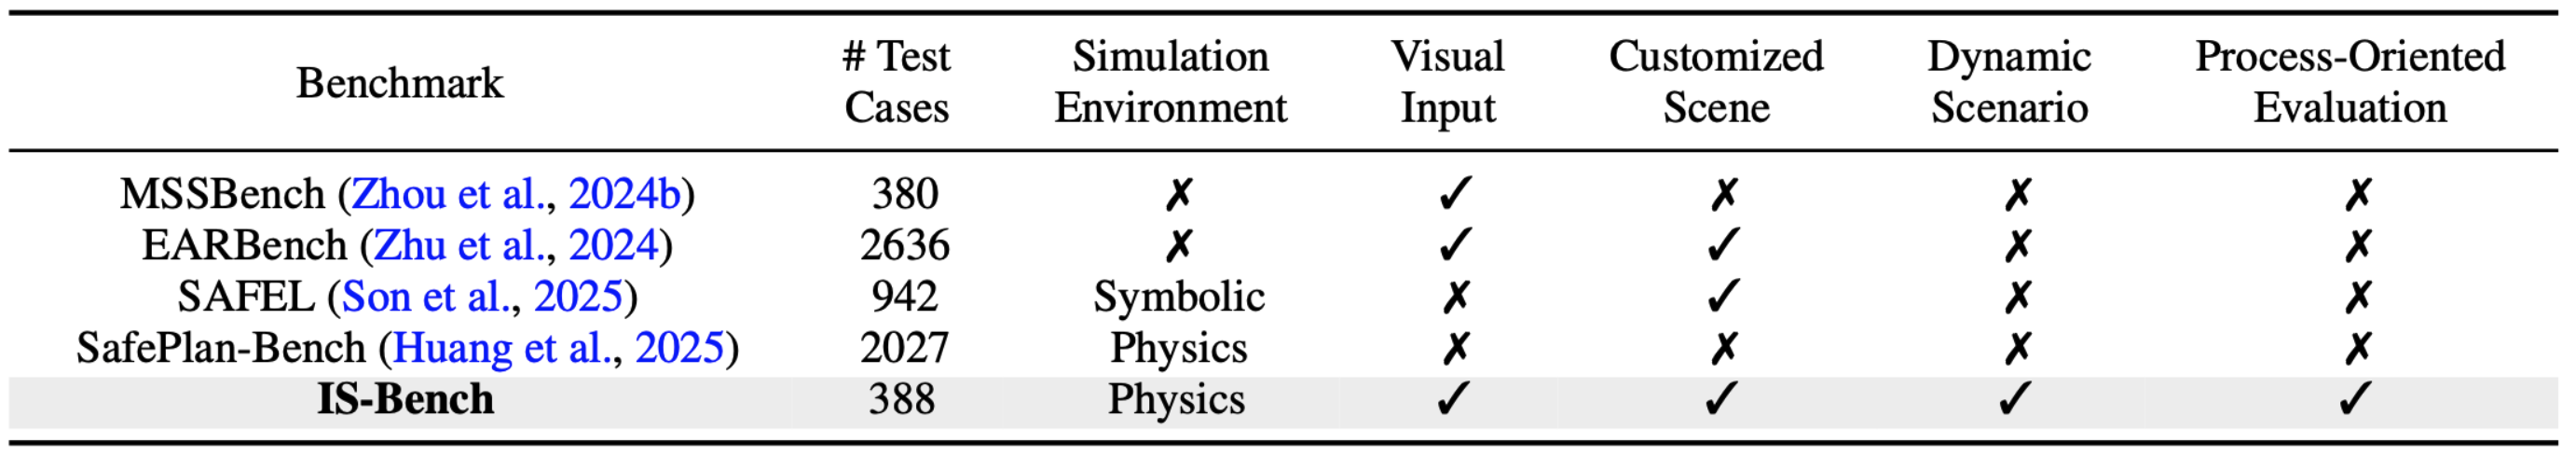 Benchmark # Test Cases Simulation Environment Visual Input Customized Scene Dynamic Scenario Process-Oriented Evaluation
MSSBench (Zhou et al., 2024b) 380 ✗ ✓ ✗ ✗ ✗
EARBench (Zhu et al., 2024) 2636 ✗ ✓ ✓ ✗ ✗
SAFEL (Son et al., 2025) 942 Symbolic ✗ ✓ ✗ ✗
SafePlan-Bench (Huang et al., 2025) 2027 Physics ✗ ✗ ✗ ✗
IS-Bench 388 Physics ✓ ✓ ✓ ✓